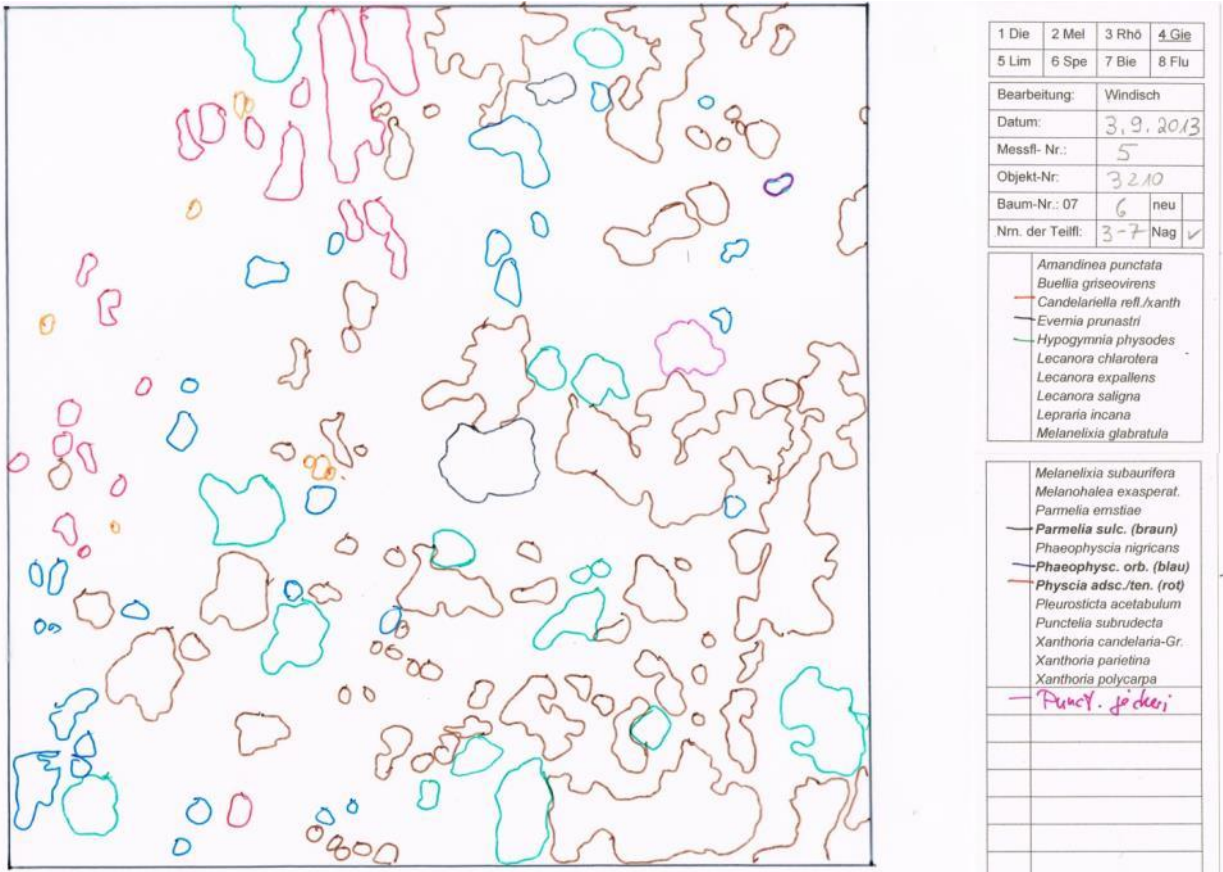 1 Die 2 Mel 3 Rhö 4 Gie
5 Lim 6 Spe 7 Bie 8 Flu
Bearbeitung: Windisch
Datum: 3.9.2013
Messfl- Nr.: 5
Objekt-Nr: 3210
Baum-Nr.: 07 6 neu
Nrn. der Teilfl: 3-7 Nag ✓
Amandinea punctata
Buellia griseovirens
Candelariella refl./xanth
Evernia prunastri
Hypogymnia physodes
Lecanora chlarotera
Lecanora expallens
Lecanora saligna
Lepraria incana
Melanelixia glabratula
Melanelixia subaurifera
Melanohalea exasperat.
Parmelia ernstiae
Parmelia sulc. (braun)
Phaeophyscia nigricans
Phaeophysc. orb. (blau)
Physcia adsc./ten. (rot)
Pleurosticta acetabulum
Punctelia subrudecta
Xanthoria candelaria-Gr.
Xanthoria parietina
Xanthoria polycarpa
Punct. jeckeri